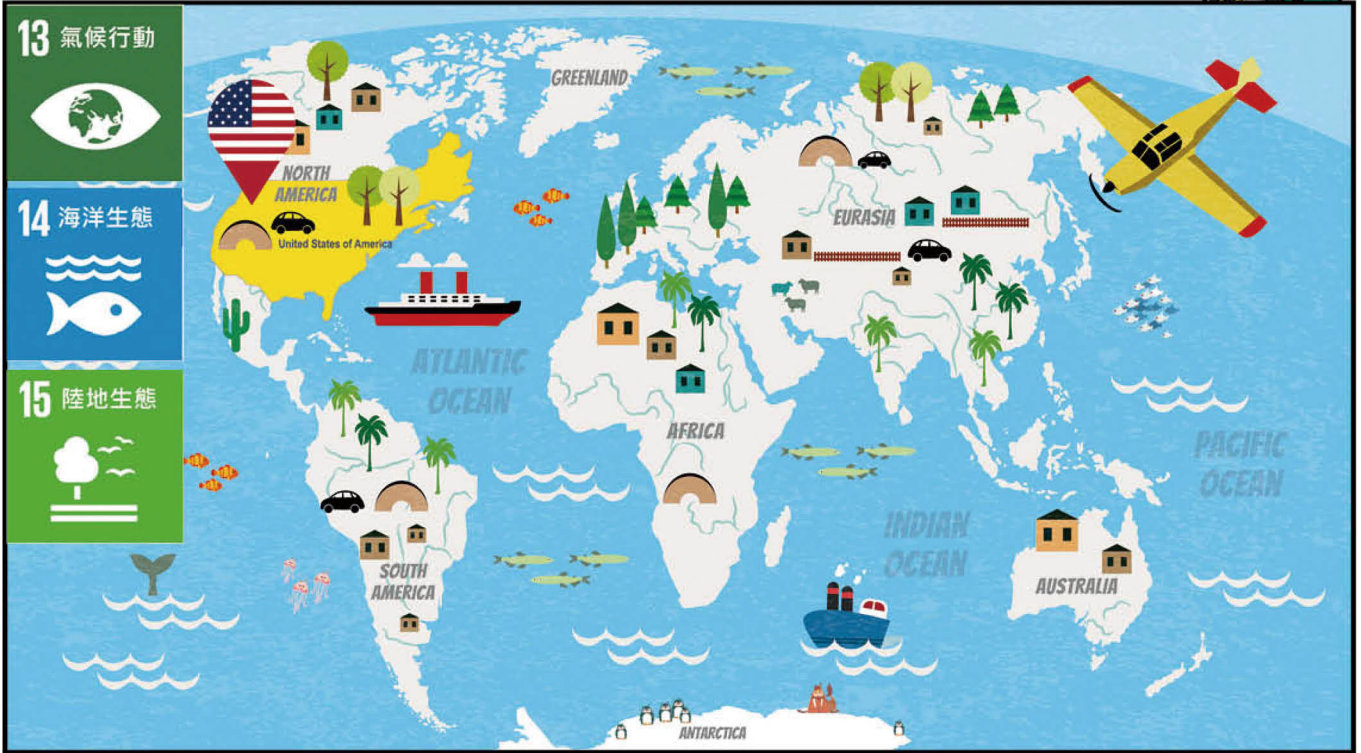 13 氣候行動
14 海洋生態
15 陸地生態
GREENLAND
NORTH
AMERICA
United States of America
EURASIA
ATLANTIC
OCEAN
AFRICA
PACIFIC
OCEAN
INDIAN
OCEAN
SOUTH
AMERICA
AUSTRALIA
ANTARCTICA